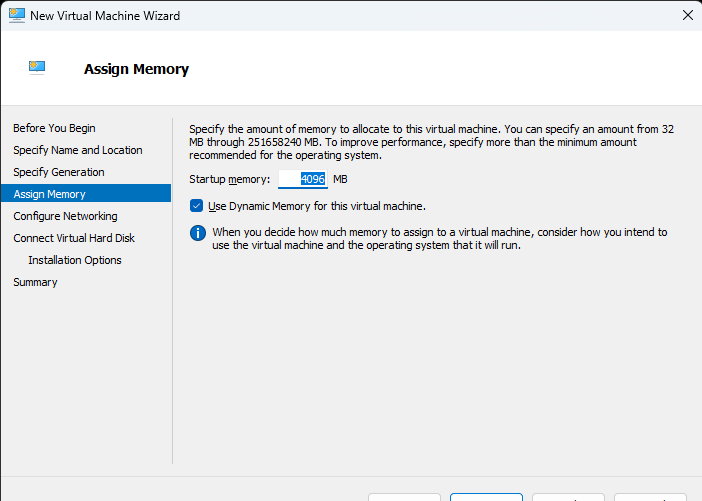 New Virtual Machine Wizard
Assign Memory
Before You Begin
Specify Name and Location
Specify Generation
Assign Memory
Configure Networking
Connect Virtual Hard Disk
Installation Options
Summary
Specify the amount of memory to allocate to this virtual machine. You can specify an amount from 32
MB through 251658240 MB. To improve performance, specify more than the minimum amount
recommended for the operating system.
Startup memory: 4096 MB
Use Dynamic Memory for this virtual machine.
When you decide how much memory to assign to a virtual machine, consider how you intend to
use the virtual machine and the operating system that it will run.